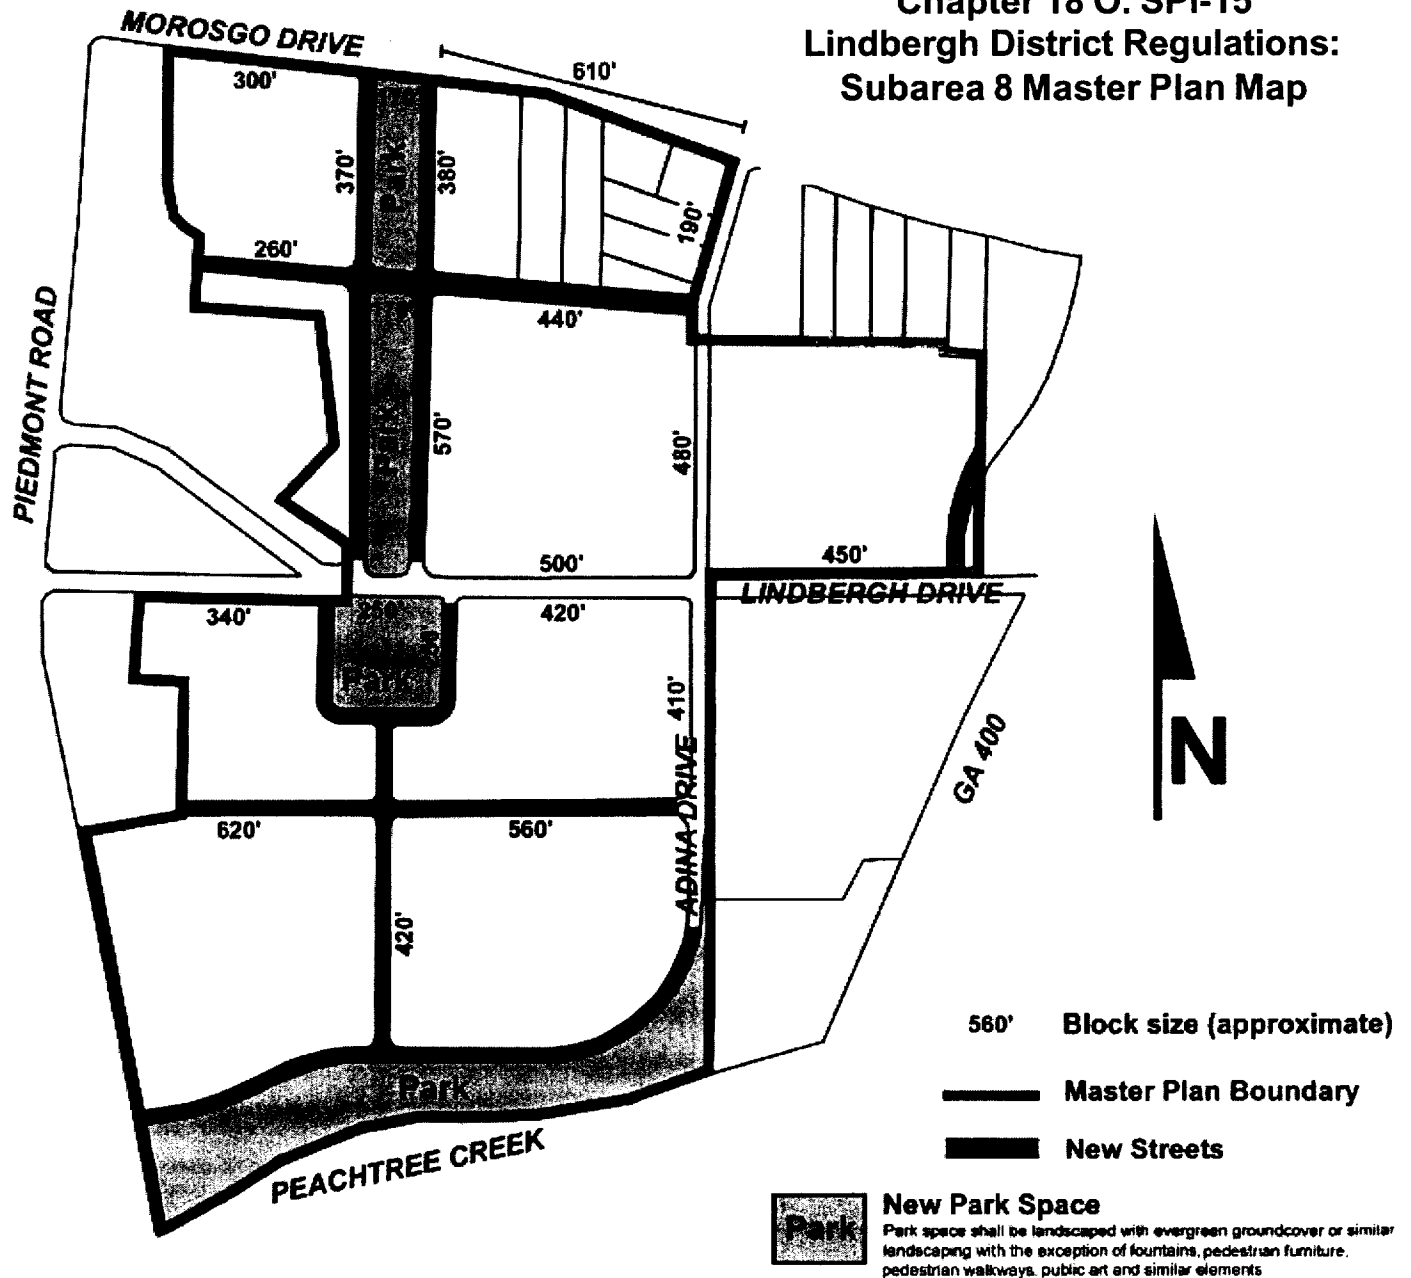 Chapter 18 O. SPI-15
Lindbergh District Regulations:
Subarea 8 Master Plan Map
MOROSGO DRIVE
300'
610'
370'
Park
380'
190'
260'
440'
PIEDMONT ROAD
Park
570'
480'
500'
450'
LINDBERGH DRIVE
340'
250'
420'
Park
410'
ADINA DRIVE
GA 400
N
620'
560'
420'
Park
PEACHTREE CREEK
560' Block size (approximate)
Master Plan Boundary
New Streets
Park New Park Space
Park space shall be landscaped with evergreen groundcover or similar
landscaping with the exception of fountains, pedestrian furniture,
pedestrian walkways, public art and similar elements